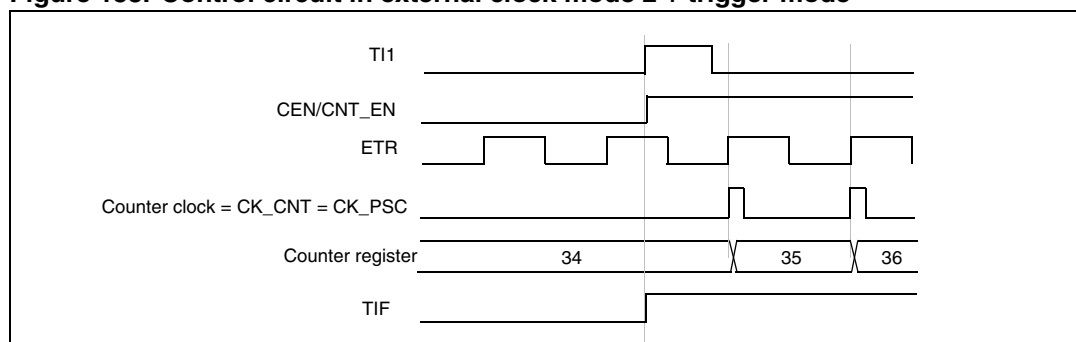 Figure Control circuit in external clock mode 2 + trigger mode
TI1
CEN/CNT_EN
ETR
Counter clock = CK_CNT = CK_PSC
Counter register 34 35 36
TIF